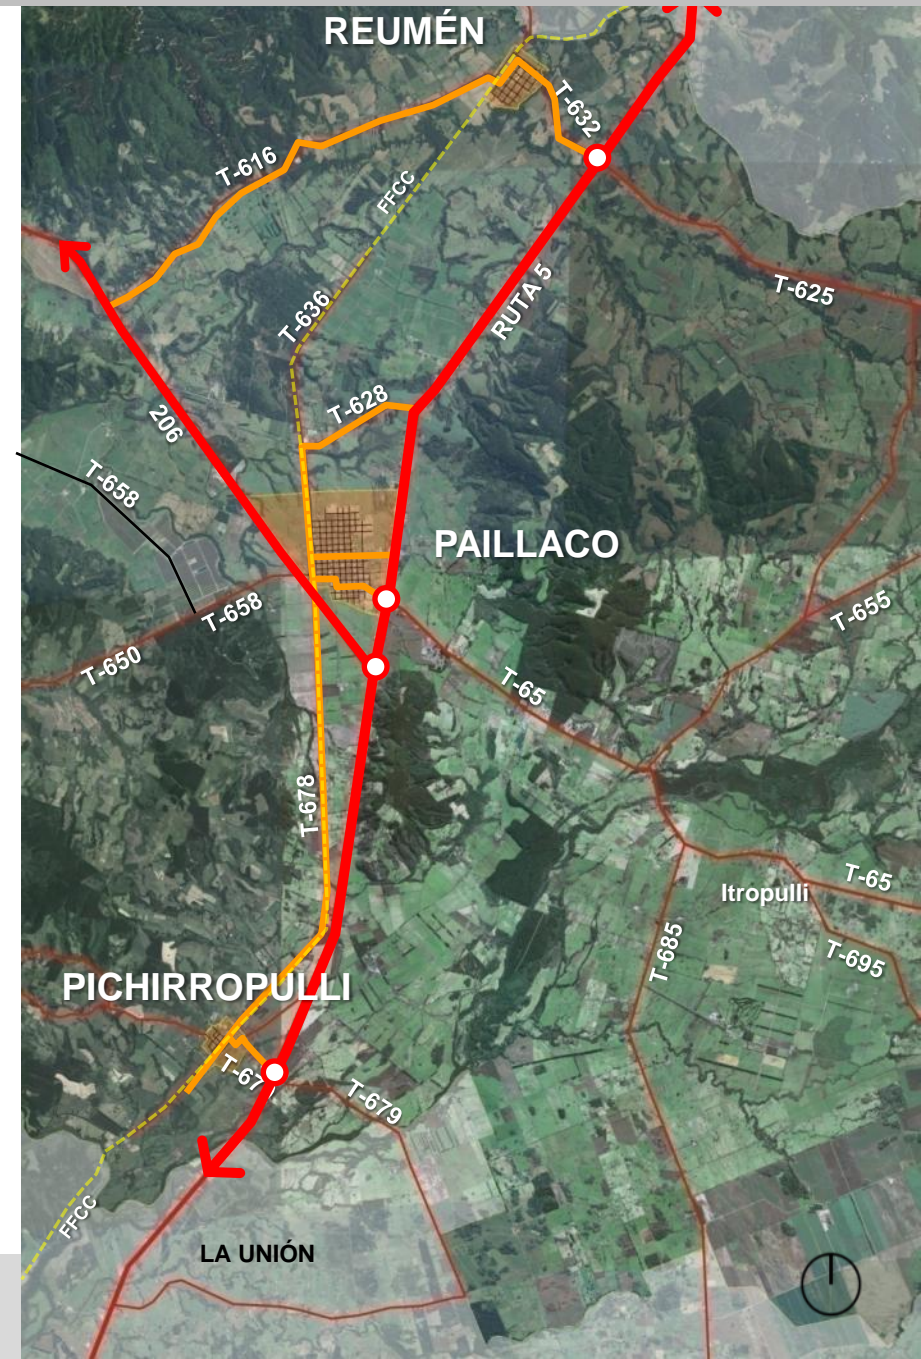 REUMÉN
T-632
T-616
FFCC
T-625
T-636
RUTA 5
T-628
206
T-658
PAILLACO
T-658
T-655
T-650
T-65
T-678
T-65
Itropulli
T-685
T-695
PICHIRROPULLI
T-679
FFCC
LA UNIÓN